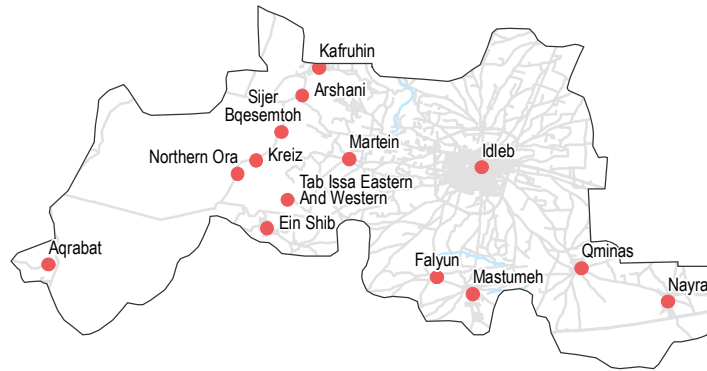 Kafruhin
Arshani
Sijer
Bqesemtoh
Martein
Idleb
Northern Ora
Kreiz
Tab Issa Eastern
And Western
Ein Shib
Aqrabat
Falyun
Qminas
Mastumeh
Nayra